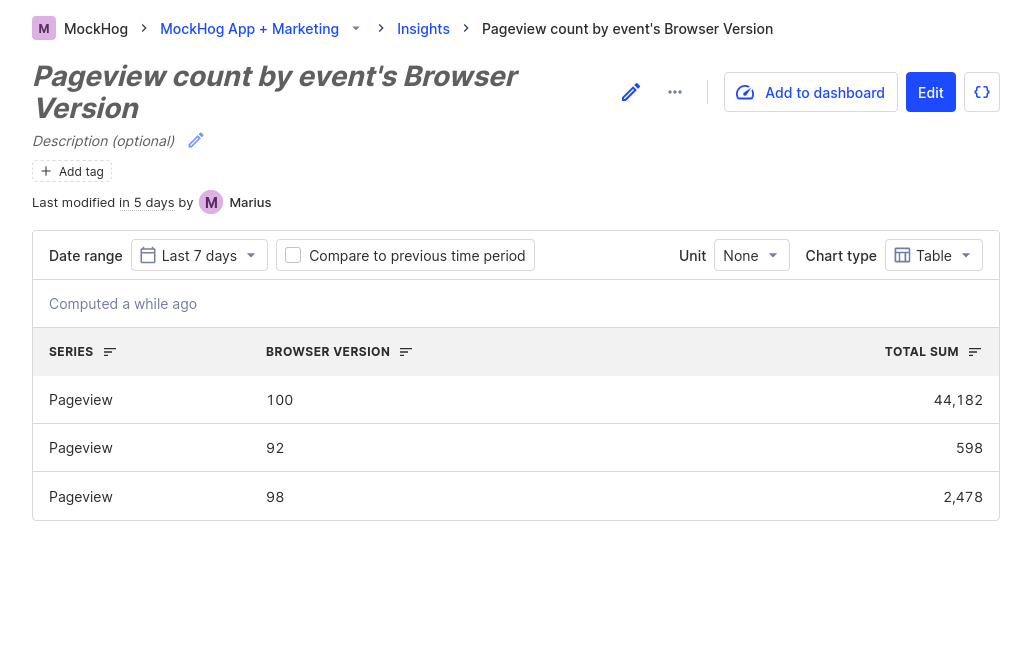 M MockHog > MockHog App + Marketing > Insights > Pageview count by event's Browser Version
Pageview count by event's Browser
Version
Add to dashboard
Edit
{}
Description (optional)
+ Add tag
Last modified in 5 days by M Marius
Date range Last 7 days Compare to previous time period Unit None Chart type Table
Computed a while ago
SERIES BROWSER VERSION TOTAL SUM
Pageview 100 44,182
Pageview 92 598
Pageview 98 2,478